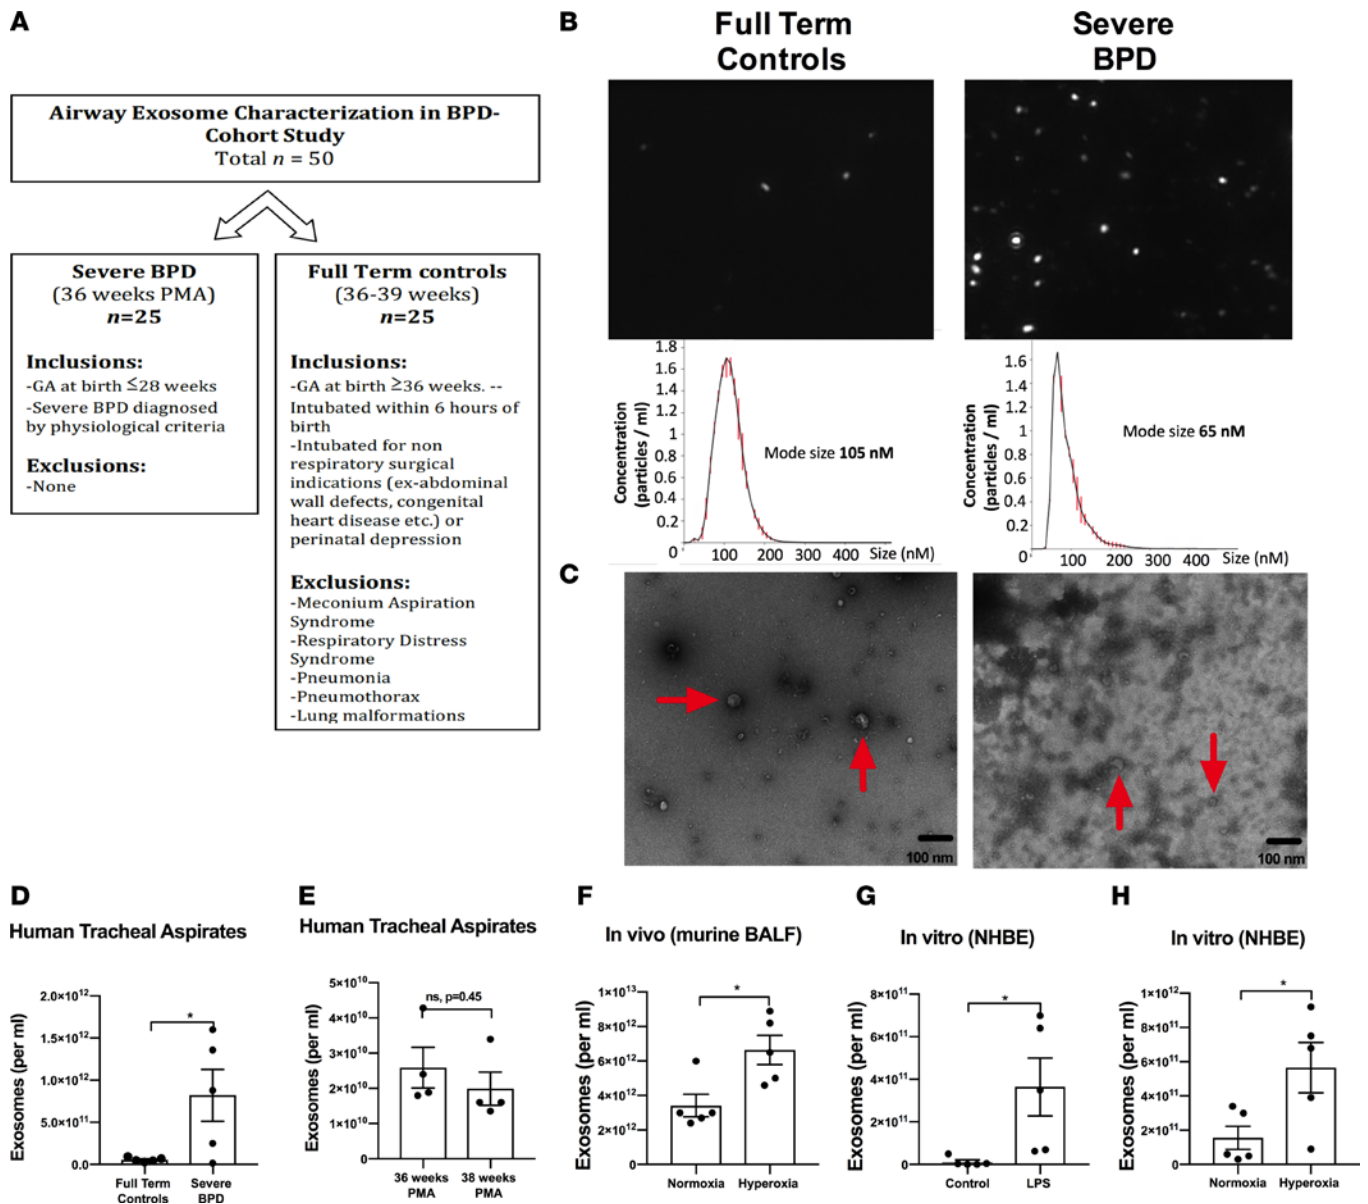 A
Airway Exosome Characterization in BPD-
Cohort Study
Total n = 50
Severe BPD
(36 weeks PMA)
n=25
Inclusions:
-GA at birth ≤28 weeks
-Severe BPD diagnosed
by physiological criteria
Exclusions:
-None
Full Term controls
(36-39 weeks)
n=25
Inclusions:
-GA at birth ≥36 weeks. --
Intubated within 6 hours of
birth
-Intubated for non
respiratory surgical
indications (ex-abdominal
wall defects, congenital
heart disease etc.) or
perinatal depression
Exclusions:
-Meconium Aspiration
Syndrome
-Respiratory Distress
Syndrome
-Pneumonia
-Pneumothorax
-Lung malformations
B
Full Term
Controls
Severe
BPD
Concentration
(particles / ml)
1.8
1.6
1.4
1.2
1
0.8
0.6
0.4
0.2
0
Mode size 105 nM
100 200 300 400 Size (nM)
Concentration
(particles / ml)
1.6
1.4
1.2
1
0.8
0.6
0.4
0.2
0
Mode size 65 nM
100 200 300 400 Size (nM)
C
100 nm
100 nm
D
Human Tracheal Aspirates
Exosomes (per ml)
2.0×10¹²
1.5×10¹²
1.0×10¹²
5.0×10¹¹
0.0
*
Full Term
Controls
Severe
BPD
E
Human Tracheal Aspirates
Exosomes (per ml)
5×10¹⁰
4×10¹⁰
3×10¹⁰
2×10¹⁰
1×10¹⁰
0
ns, p=0.45
36 weeks
PMA
38 weeks
PMA
F
In vivo (murine BALF)
Exosomes (per ml)
1×10¹³
8×10¹²
6×10¹²
4×10¹²
2×10¹²
0
*
Normoxia Hyperoxia
G
In vitro (NHBE)
Exosomes (per ml)
8×10¹¹
6×10¹¹
4×10¹¹
2×10¹¹
0
*
Control LPS
H
In vitro (NHBE)
Exosomes (per ml)
1×10¹²
8×10¹¹
6×10¹¹
4×10¹¹
2×10¹¹
0
*
Normoxia Hyperoxia